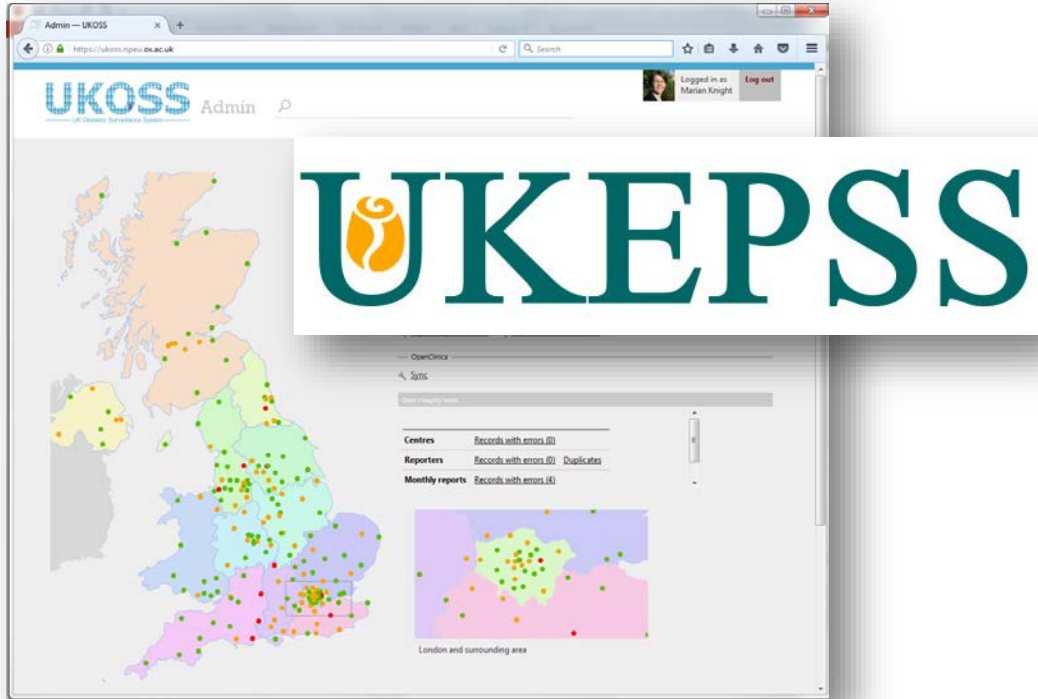 Admin — UKOSS
https://ukoss.npeu.ox.ac.uk
Search
UKOSS Admin
UK Obstetric Surveillance System
Logged in as
Marian Knight
Log out
UKEPSS
OpenClinica
Sync
Data integrity tools
Centres Records with errors (0)
Reporters Records with errors (0) Duplicates
Monthly reports Records with errors (4)
London and surrounding area